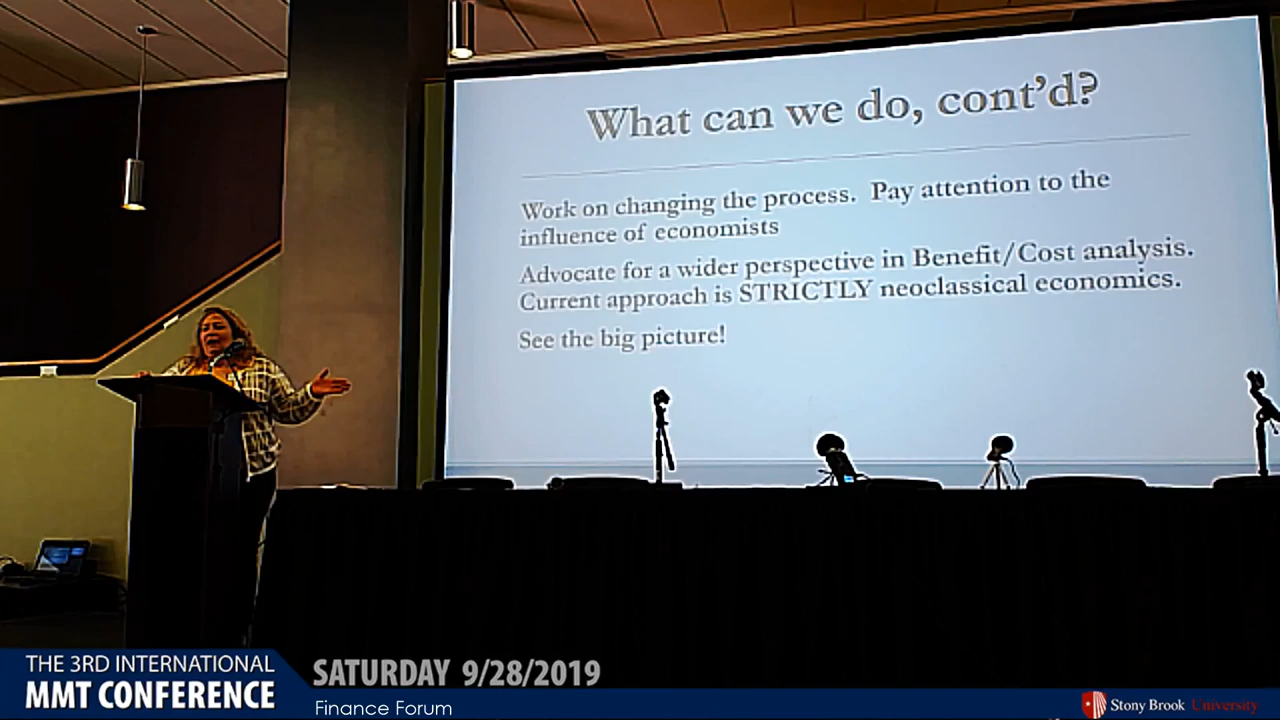 What can we do, cont'd?
Work on changing the process. Pay attention to the
influence of economists
Advocate for a wider perspective in Benefit/Cost analysis.
Current approach is STRICTLY neoclassical economics.
See the big picture!
THE 3RD INTERNATIONAL
MMT CONFERENCE
SATURDAY 9/28/2019
Finance Forum
Stony Brook University